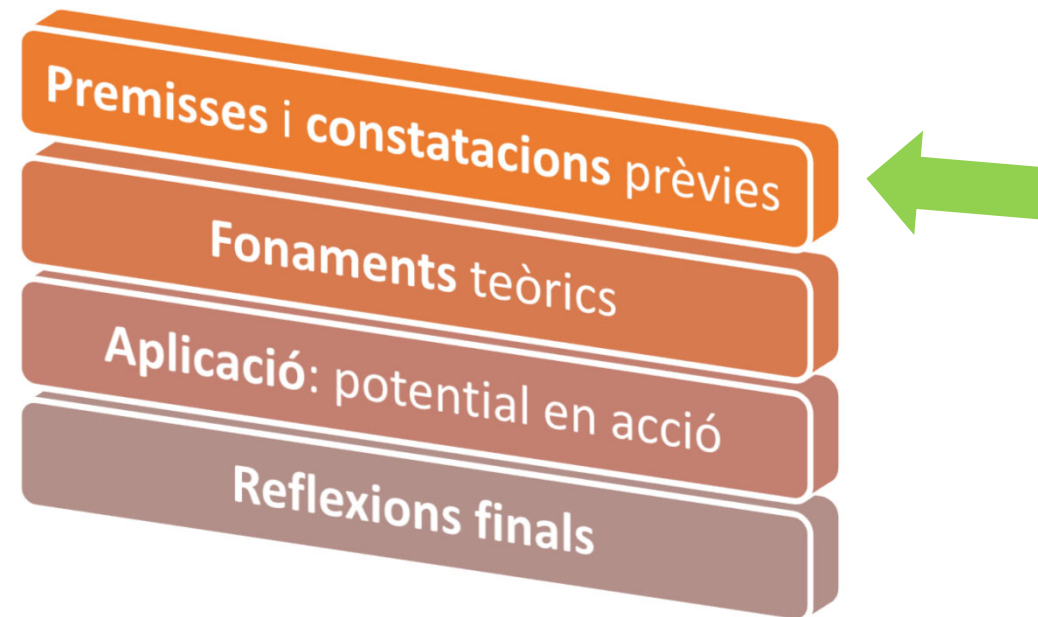 Premisses i constatacions prèvies
Fonaments teòrics
Aplicació: potential en acció
Reflexions finals